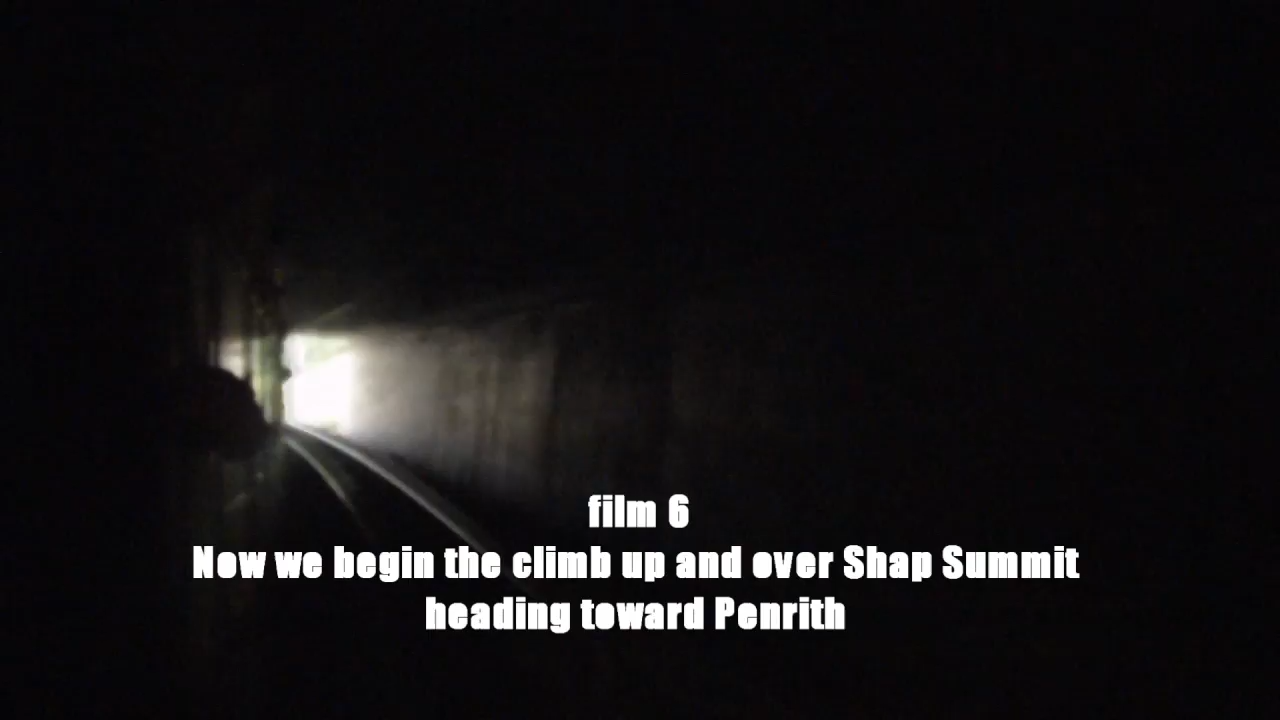 film 6
Now we begin the climb up and over Shap Summit
heading toward Penrith